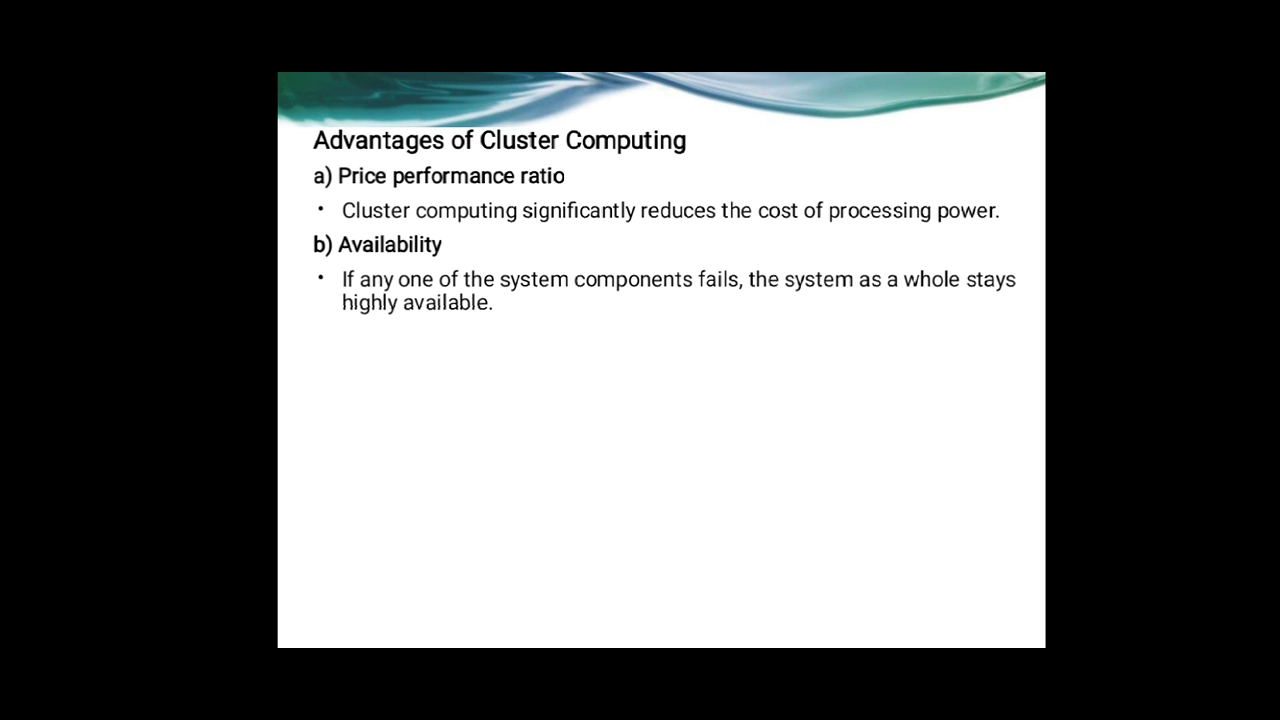 Advantages of Cluster Computing
a) Price performance ratio
• Cluster computing significantly reduces the cost of processing power.
b) Availability
• If any one of the system components fails, the system as a whole stays
highly available.